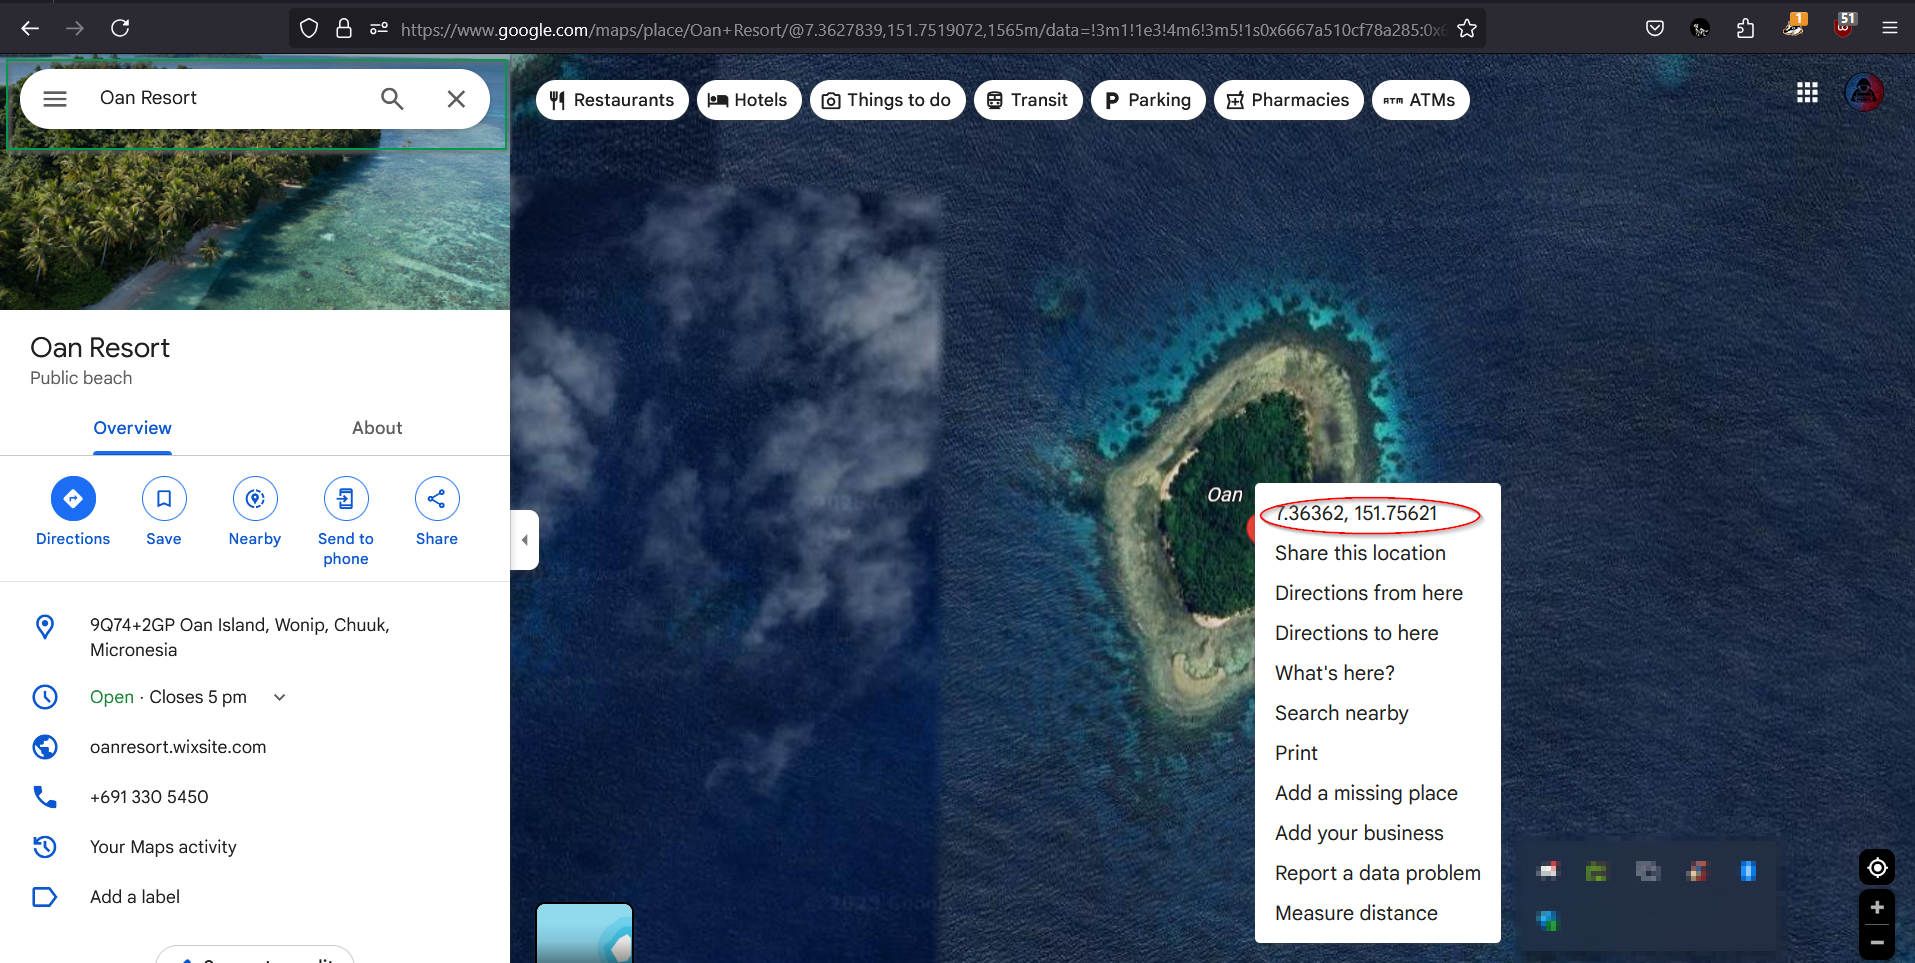 https://www.google.com/maps/place/Oan+Resort/@7.3627839,151.7519072,1565m/data=!3m1!1e3!4m6!3m5!1s0x6667a510cf78a285:0x6
1
51
Oan Resort
Restaurants
Hotels
Things to do
Transit
Parking
Pharmacies
ATM ATMs
Oan Resort
Public beach
Overview
About
Directions
Save
Nearby
Send to
phone
Share
9Q74+2GP Oan Island, Wonip, Chuuk,
Micronesia
Open · Closes 5 pm
oanresort.wixsite.com
+691 330 5450
Your Maps activity
Add a label
Oan
7.36362, 151.75621
Share this location
Directions from here
Directions to here
What's here?
Search nearby
Print
Add a missing place
Add your business
Report a data problem
Measure distance